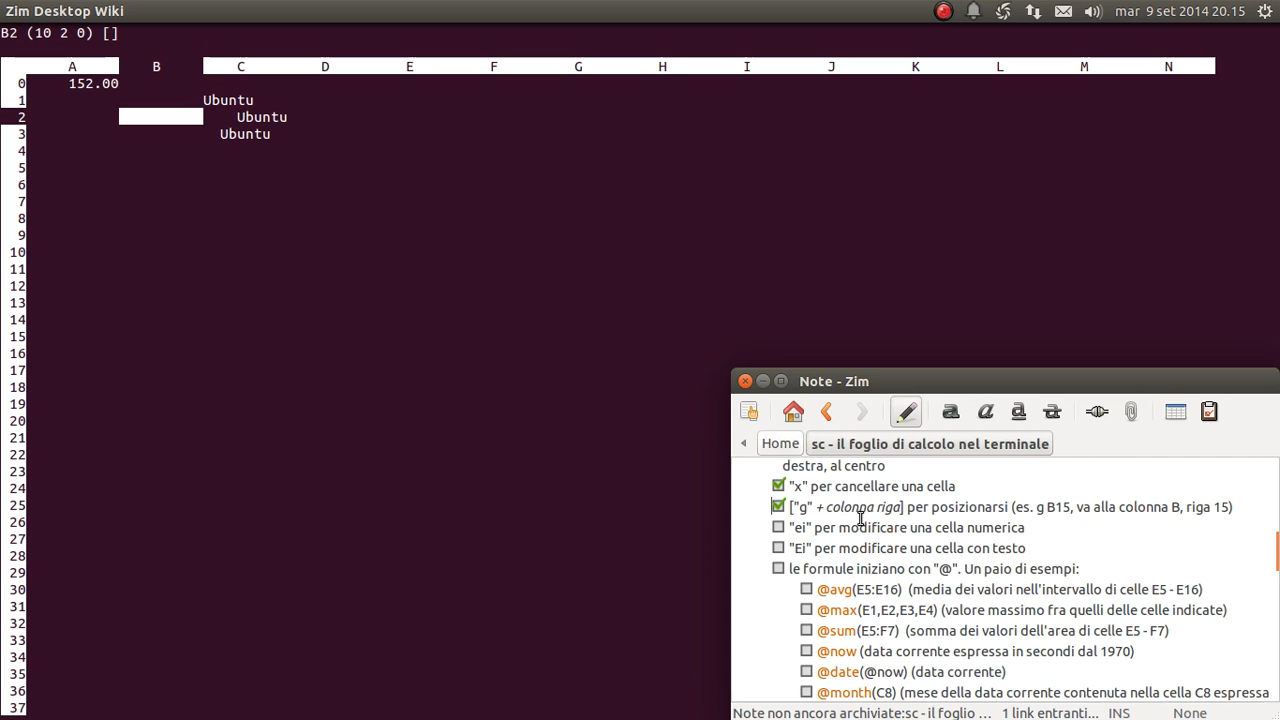 Zim Desktop Wiki mar 9 set 2014 20.15
B2 (10 2 0) []
A B C D E F G H I J K L M N
0 152.00
1 Ubuntu
2 Ubuntu
3 Ubuntu
4
5
6
7
8
9
10
11
12
13
14
15
16
17
18
19
20
21
22
23
24
25
26
27
28
29
30
31
32
33
34
35
36
37
Note - Zim
Home sc - il foglio di calcolo nel terminale
destra, al centro
"x" per cancellare una cella
["g" + colonna riga] per posizionarsi (es. g B15, va alla colonna B, riga 15)
"ei" per modificare una cella numerica
"Ei" per modificare una cella con testo
le formule iniziano con "@". Un paio di esempi:
@avg(E5:E16) (media dei valori nell'intervallo di celle E5 - E16)
@max(E1,E2,E3,E4) (valore massimo fra quelli delle celle indicate)
@sum(E5:F7) (somma dei valori dell'area di celle E5 - F7)
@now (data corrente espressa in secondi dal 1970)
@date(@now) (data corrente)
@month(C8) (mese della data corrente contenuta nella cella C8 espressa
Note non ancora archiviate:sc - il foglio ... 1 link entranti... INS None